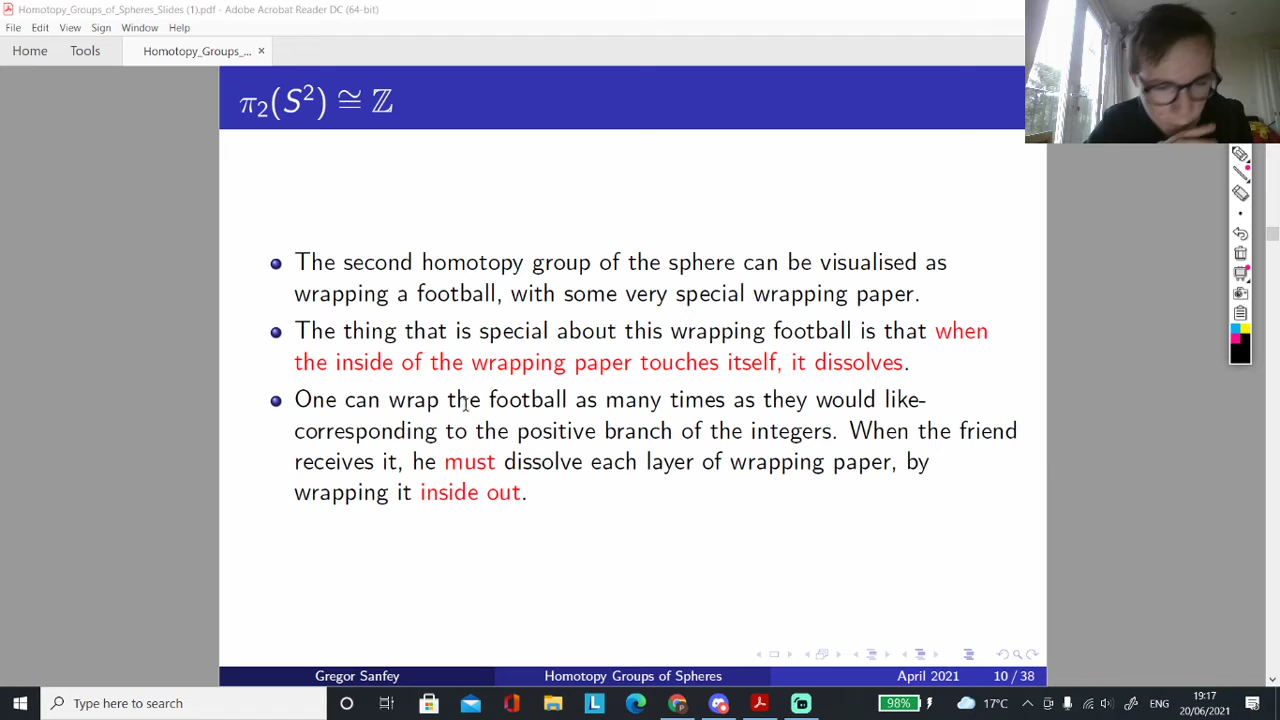 Homotopy_Groups_of_Spheres_Slides (1).pdf - Adobe Acrobat Reader DC (64-bit)
File Edit View Sign Window Help
Home Tools Homotopy_Groups_... ×
π₂(S²) ≅ ℤ
The second homotopy group of the sphere can be visualised as
wrapping a football, with some very special wrapping paper.
The thing that is special about this wrapping football is that when
the inside of the wrapping paper touches itself, it dissolves.
One can wrap the football as many times as they would like-
corresponding to the positive branch of the integers. When the friend
receives it, he must dissolve each layer of wrapping paper, by
wrapping it inside out.
Gregor Sanfey Homotopy Groups of Spheres April 2021 10 / 38
Type here to search 98% 17°C ENG 19:17
20/06/2021